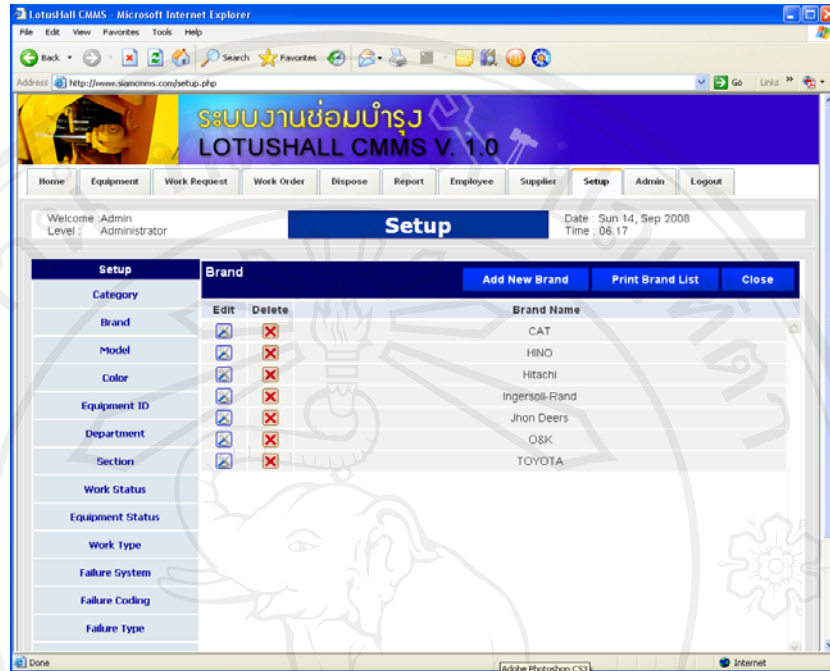 LotusHall CMMS - Microsoft Internet Explorer
File Edit View Favorites Tools Help
Back Search Favorites
Address http://www.siamcmms.com/setup.php Go Links
ระบบงานซ่อมบำรุง
LOTUSHALL CMMS V. 1.0
Home Equipment Work Request Work Order Dispose Report Employee Supplier Setup Admin Logout
Welcome :Admin
Level : Administrator
Setup
Date : Sun 14, Sep 2008
Time : 06:17
Setup
Category
Brand
Model
Color
Equipment ID
Department
Section
Work Status
Equipment Status
Work Type
Failure System
Failure Coding
Failure Type
Brand Add New Brand Print Brand List Close
Edit Delete Brand Name
CAT
HINO
Hitachi
Ingersoll-Rand
Jhon Deers
O&K
TOYOTA
Done Adobe Photoshop CS3 Internet